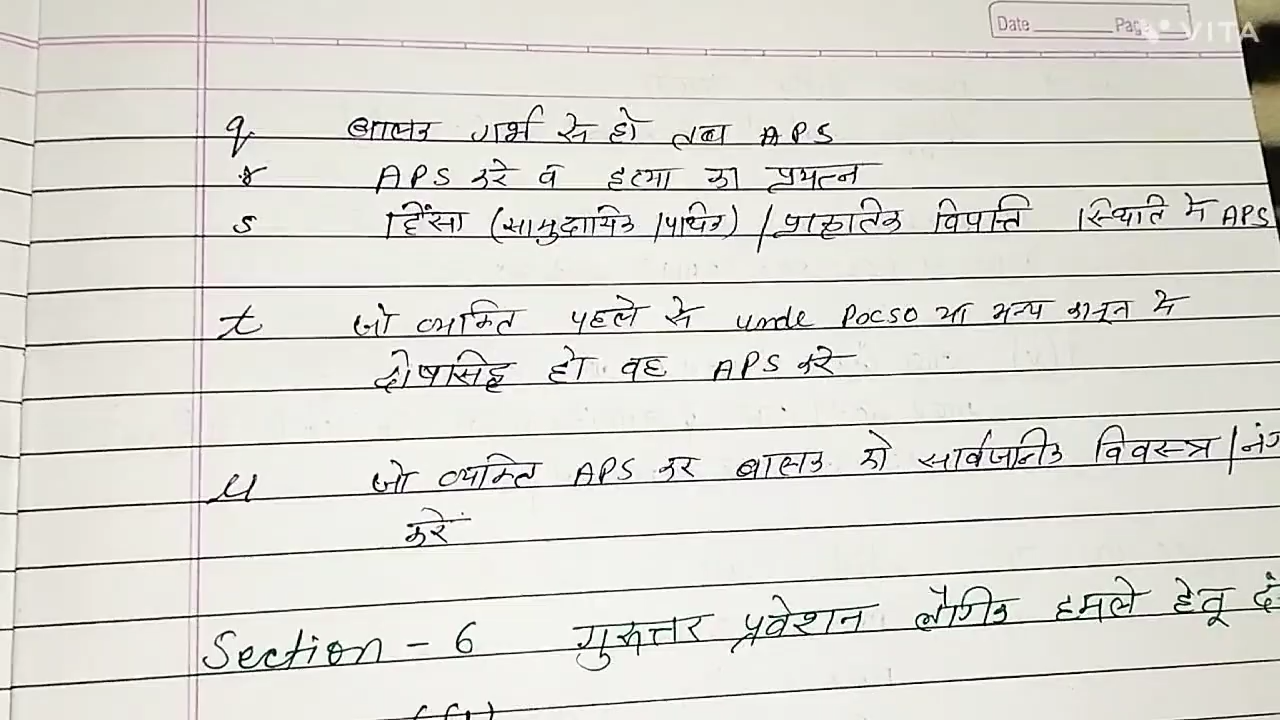 Date Page
VITA
q बालक गर्भ से हो तब APS
r APS करे व हत्या का प्रयत्न
s हिंसा (सामुदायिक / पंथिक) / प्राकृतिक विपत्ति स्थिति में APS
t जो व्यक्ति पहले से unde POCSO या अन्य कानून में
दोषसिद्ध हो वह APS करे
u जो व्यक्ति APS कर बालक को सार्वजनिक विवस्त्र /
करें
Section - 6 गुरुत्तर प्रवेशन लैंगिक हमले हेतू